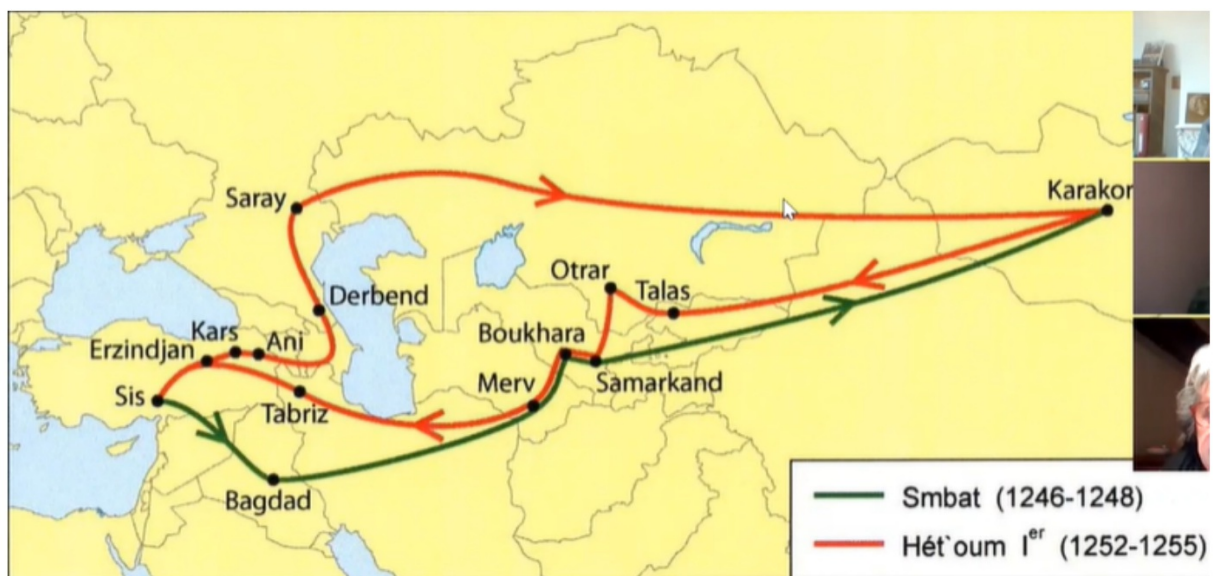 Saray
Karakor
Derbend
Otrar
Talas
Kars
Ani
Boukhara
Erzindjan
Merv
Samarkand
Sis
Tabriz
Bagdad
Smbat (1246-1248)
Hét`oum Iᵉʳ (1252-1255)